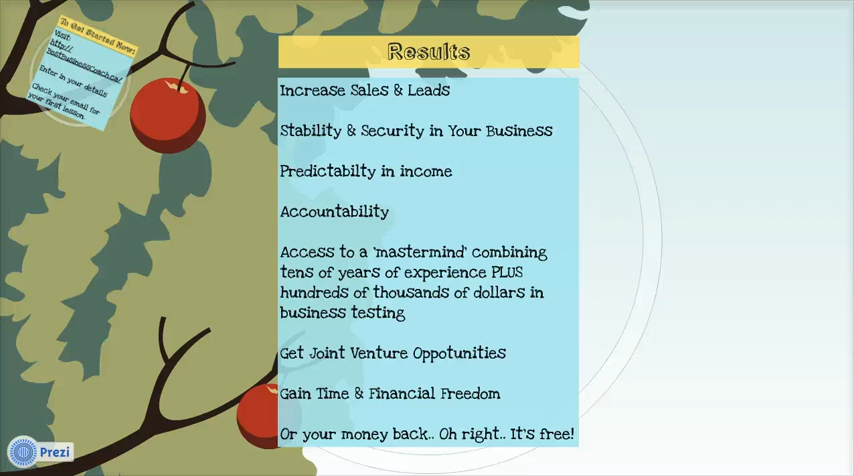 To Get Started Now:
Visit:
http://
BestBusinessCoach.ca/
Enter in your details
Check your email for
your first lesson.
Results
Increase Sales & Leads
Stability & Security in Your Business
Predictabilty in income
Accountability
Access to a 'mastermind' combining
tens of years of experience PLUS
hundreds of thousands of dollars in
business testing
Get Joint Venture Oppotunities
Gain Time & Financial Freedom
Or your money back.. Oh right.. It's free!
Prezi